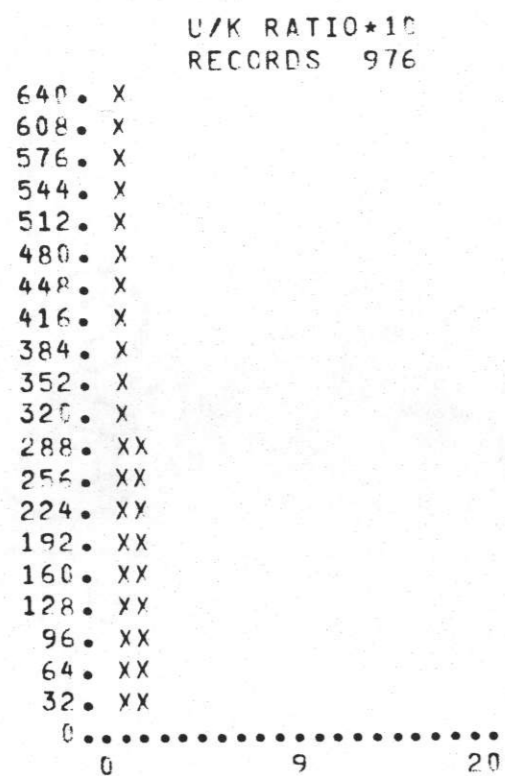 U/K RATIO*10
RECORDS 976
640. X
608. X
576. X
544. X
512. X
480. X
448. X
416. X
384. X
352. X
320. X
288. XX
256. XX
224. XX
192. XX
160. XX
128. XX
96. XX
64. XX
32. XX
0.......................
0 9 20